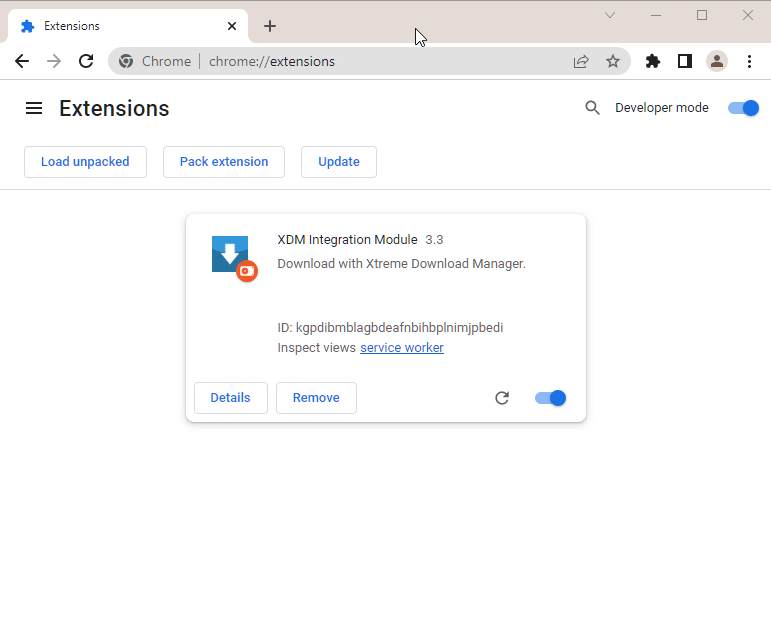 Extensions
Chrome chrome://extensions
Extensions
Developer mode
Load unpacked Pack extension Update
XDM Integration Module 3.3
Download with Xtreme Download Manager.
ID: kgpdibmblagbdeafnbihbplnimjpbedi
Inspect views service worker
Details Remove